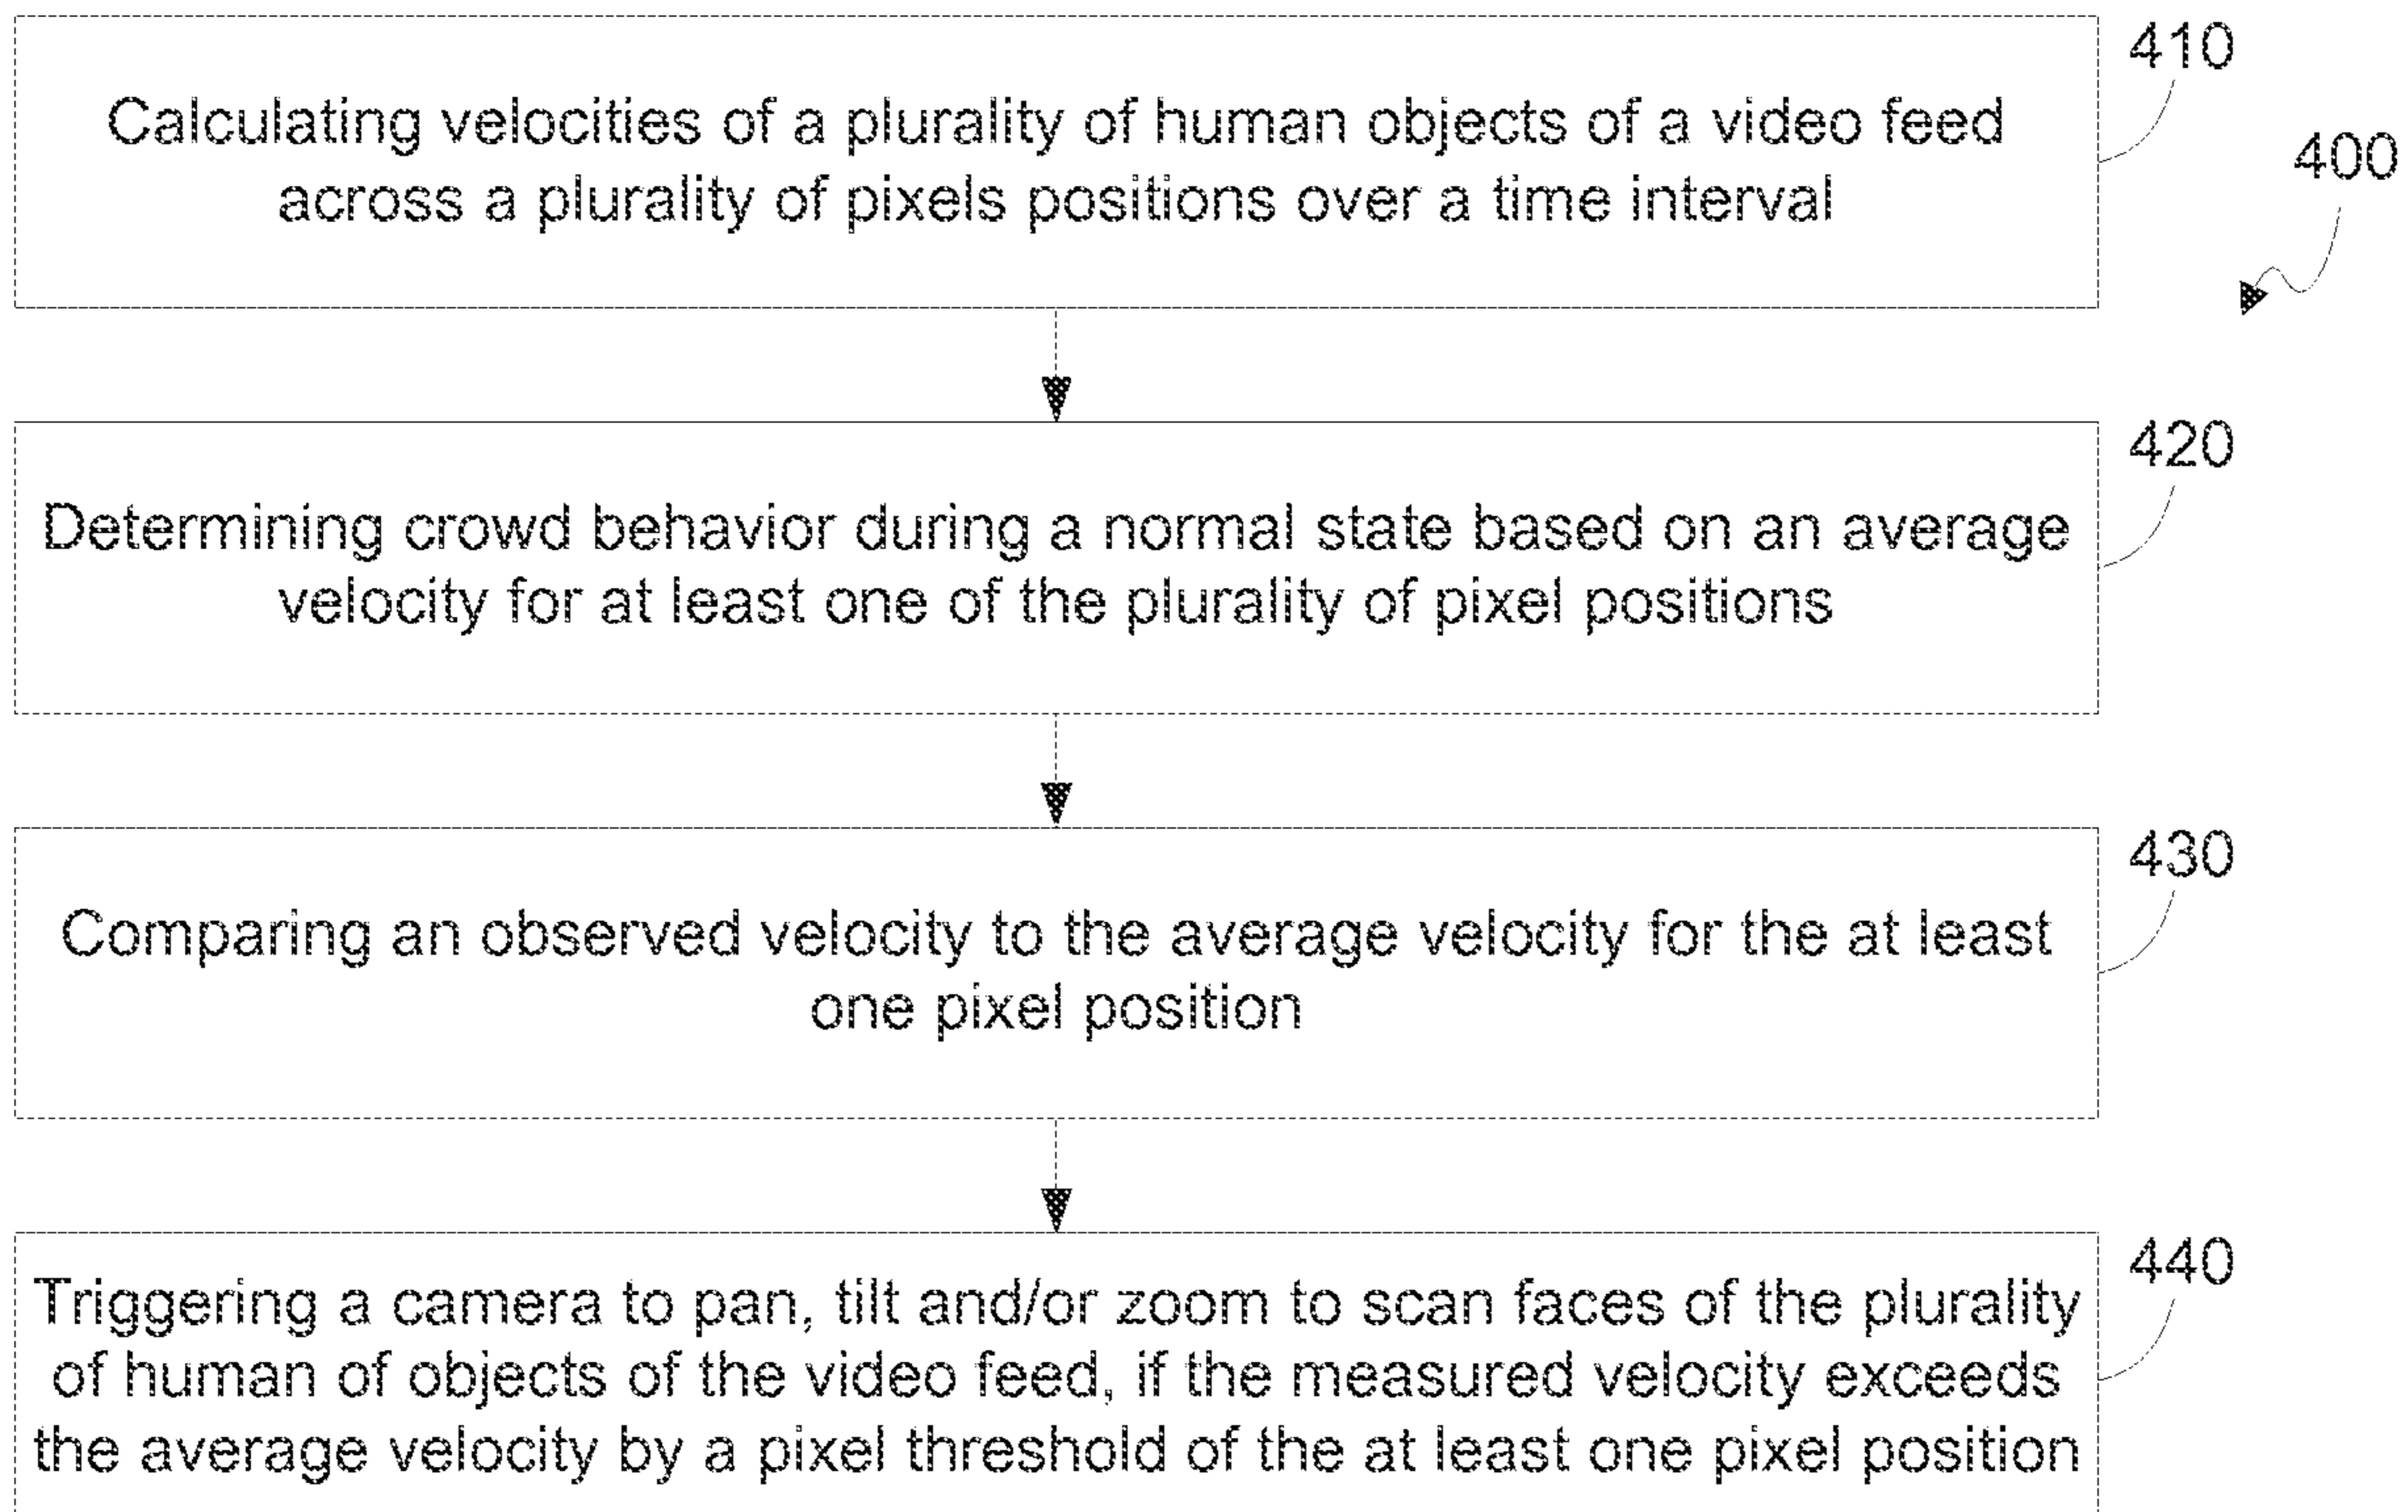 410
Calculating velocities of a plurality of human objects of a video feed
across a plurality of pixels positions over a time interval
400
420
Determining crowd behavior during a normal state based on an average
velocity for at least one of the plurality of pixel positions
430
Comparing an observed velocity to the average velocity for the at least
one pixel position
440
Triggering a camera to pan, tilt and/or zoom to scan faces of the plurality
of human of objects of the video feed, if the measured velocity exceeds
the average velocity by a pixel threshold of the at least one pixel position